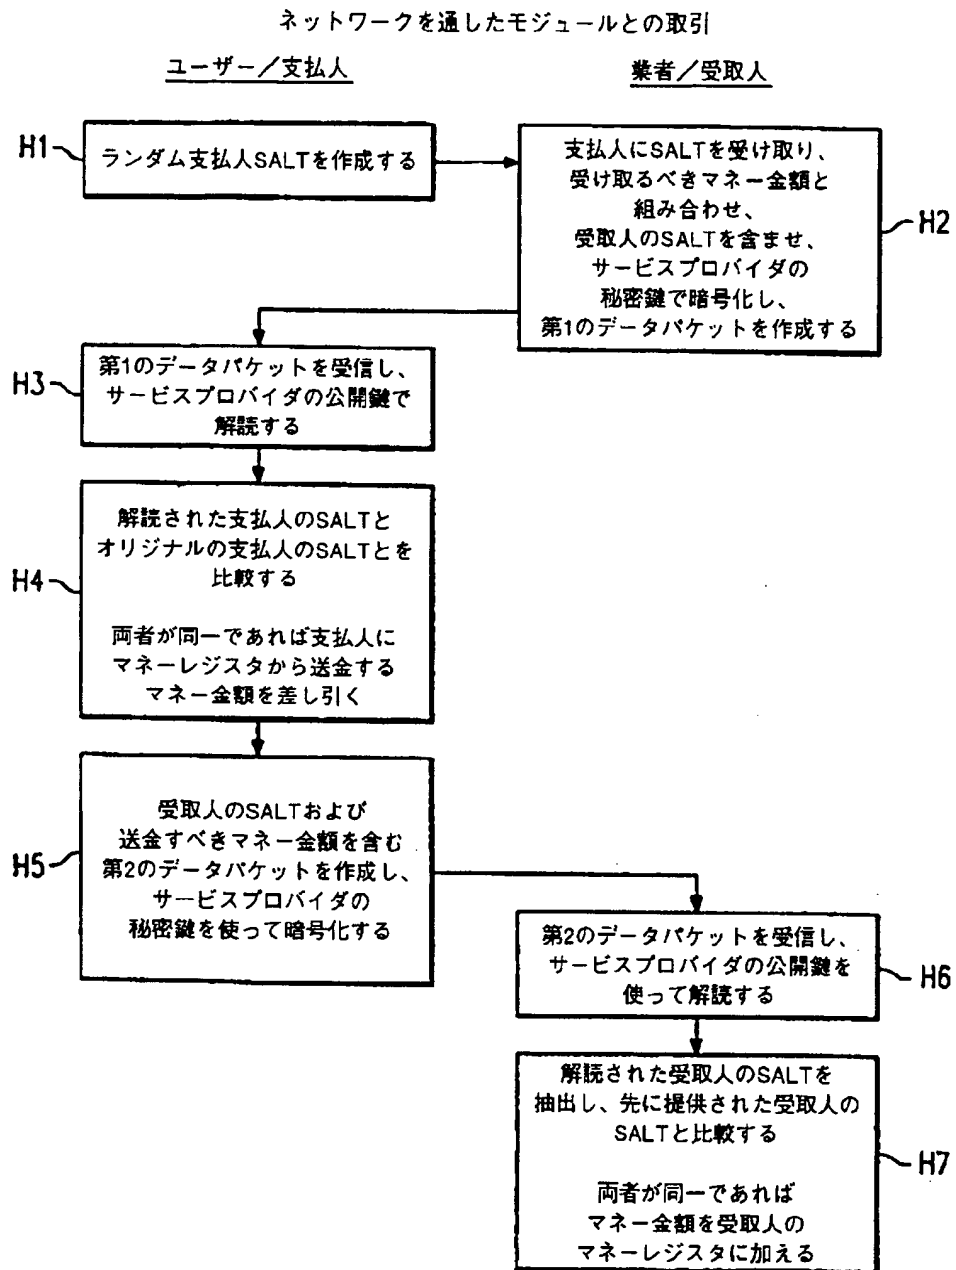 ネットワークを通したモジュールとの取引
ユーザー/支払人
業者/受取人
H1
ランダム支払人SALTを作成する
支払人にSALTを受け取り、
受け取るべきマネー金額と
組み合わせ、
受取人のSALTを含ませ、
サービスプロバイダの
秘密鍵で暗号化し、
第1のデータパケットを作成する
H2
H3
第1のデータパケットを受信し、
サービスプロバイダの公開鍵で
解読する
H4
解読された支払人のSALTと
オリジナルの支払人のSALTとを
比較する
両者が同一であれば支払人に
マネーレジスタから送金する
マネー金額を差し引く
H5
受取人のSALTおよび
送金すべきマネー金額を含む
第2のデータパケットを作成し、
サービスプロバイダの
秘密鍵を使って暗号化する
第2のデータパケットを受信し、
サービスプロバイダの公開鍵を
使って解読する
H6
解読された受取人のSALTを
抽出し、先に提供された受取人の
SALTと比較する
両者が同一であれば
マネー金額を受取人の
マネーレジスタに加える
H7